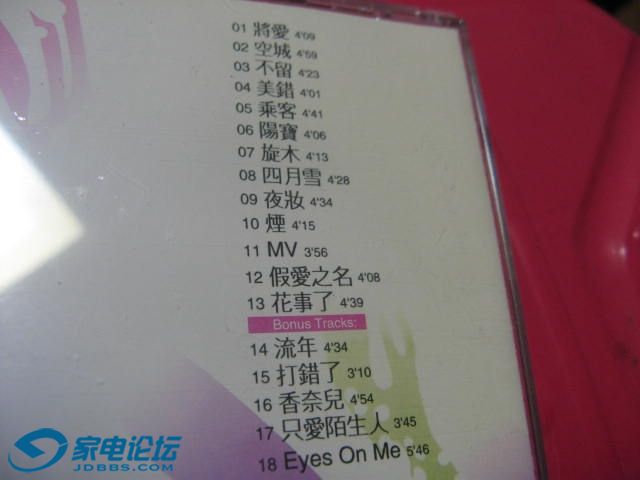 01 將愛 4'09
02 空城 4'59
03 不留 4'23
04 美錯 4'01
05 乘客 4'41
06 陽寶 4'06
07 旋木 4'13
08 四月雪 4'28
09 夜妝 4'34
10 煙 4'15
11 MV 3'56
12 假愛之名 4'08
13 花事了 4'39
Bonus Tracks:
14 流年 4'34
15 打錯了 3'10
16 香奈兒 4'54
17 只愛陌生人 3'45
18 Eyes On Me 5'46
家电论坛
JDBBS.COM